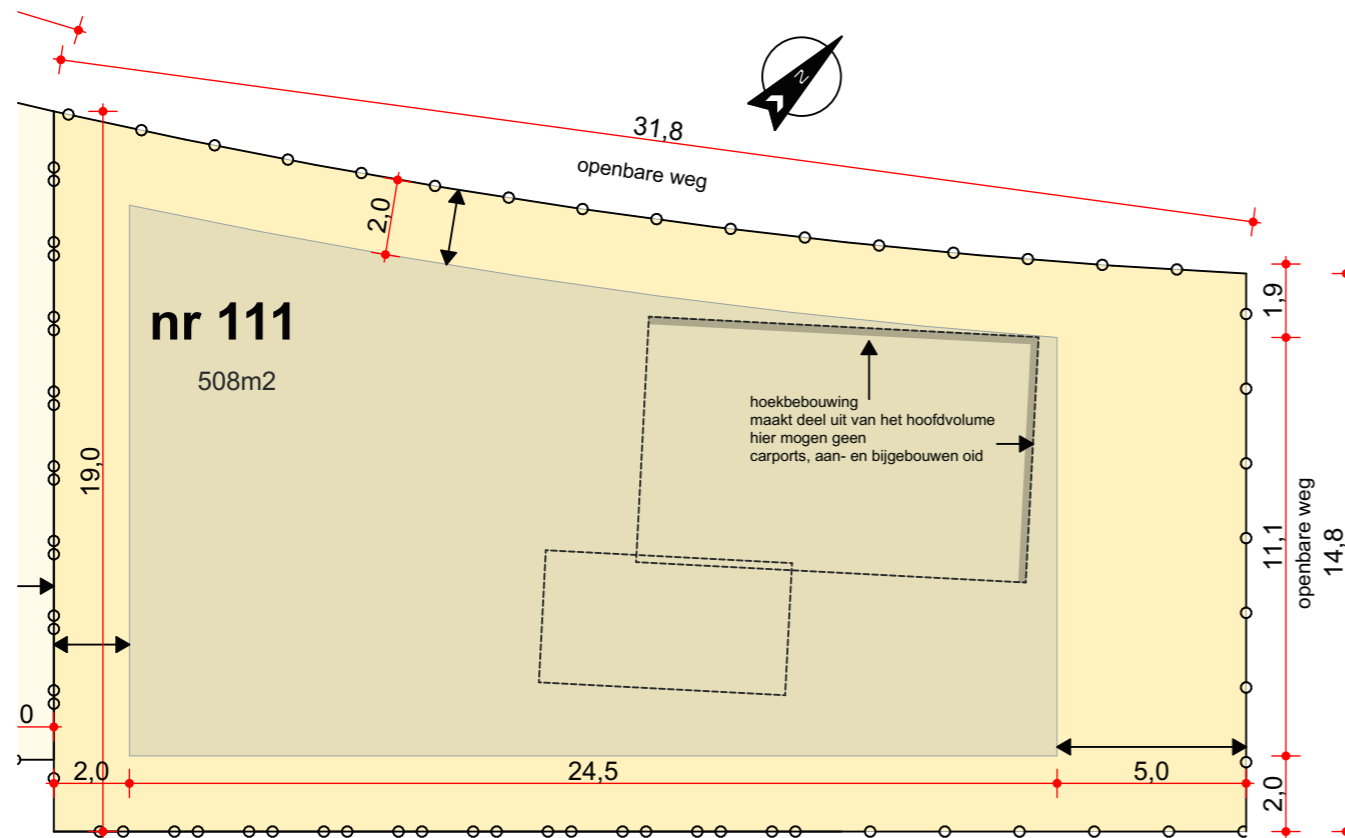 31,8
openbare weg
N
2,0
nr 111
508m2
1,9
hoekbebouwing
maakt deel uit van het hoofdvolume
hier mogen geen
carports, aan- en bijgebouwen oid
19,0
11,1
openbare weg
14,8
0
2,0
24,5
5,0
2,0